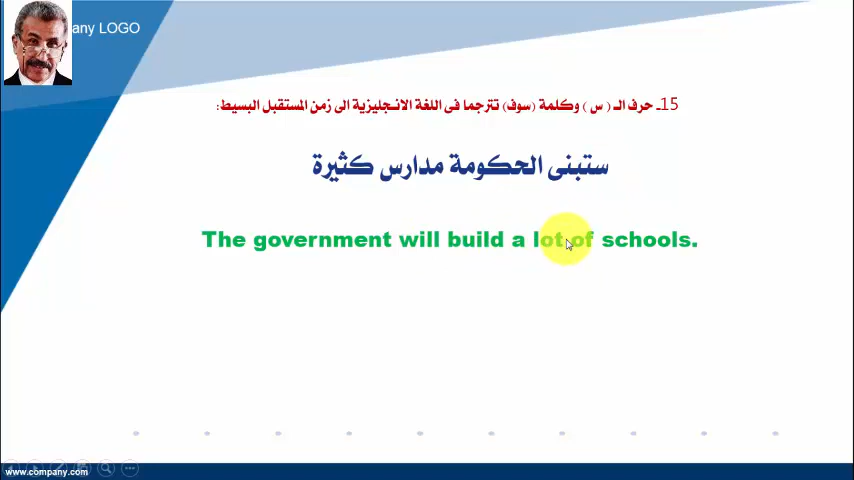 any LOGO
15ـ حرف الـ ( س ) وكلمة (سوف) تترجما فى اللغة الانجليزية الى زمن المستقبل البسيط:
ستبنى الحكومة مدارس كثيرة
The government will build a lot of schools.
www.company.com